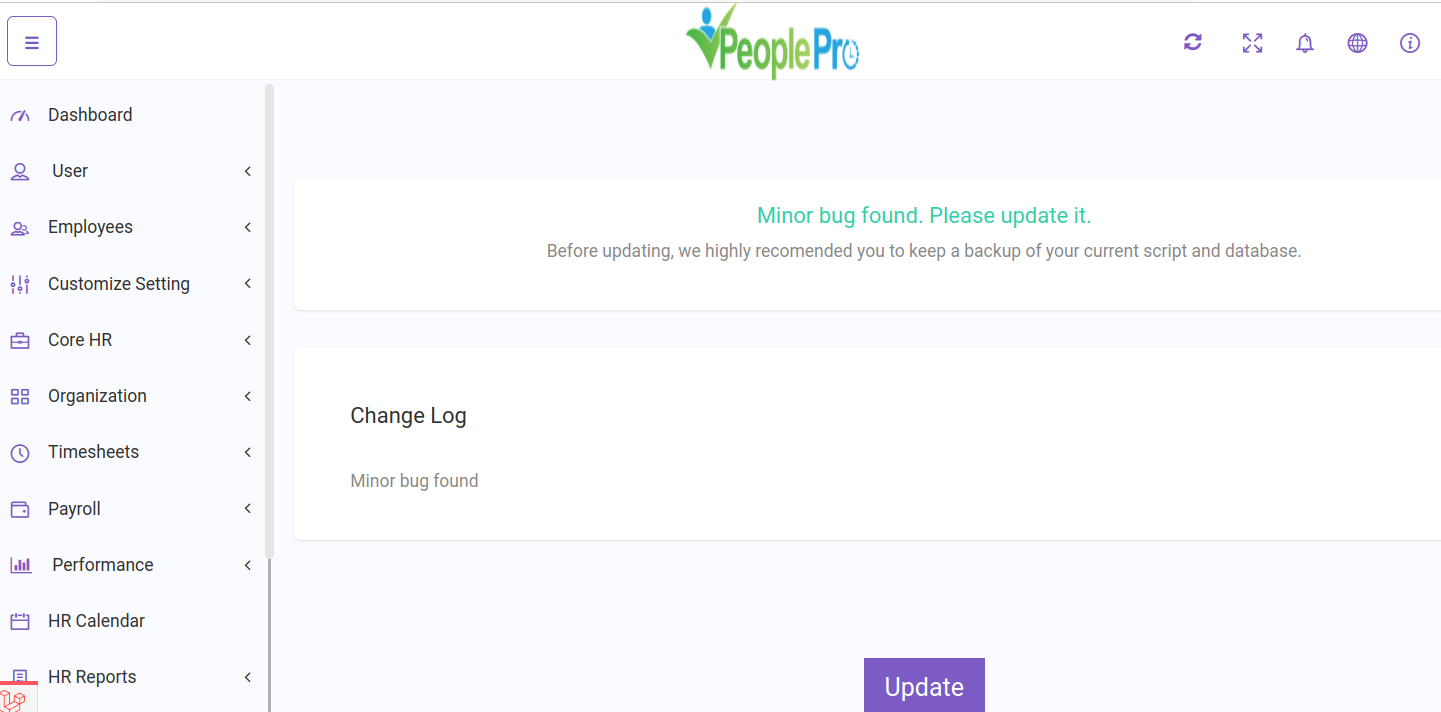 PeoplePro
Dashboard
User
Employees
Customize Setting
Core HR
Organization
Timesheets
Payroll
Performance
HR Calendar
HR Reports
Minor bug found. Please update it.
Before updating, we highly recomended you to keep a backup of your current script and database.
Change Log
Minor bug found
Update